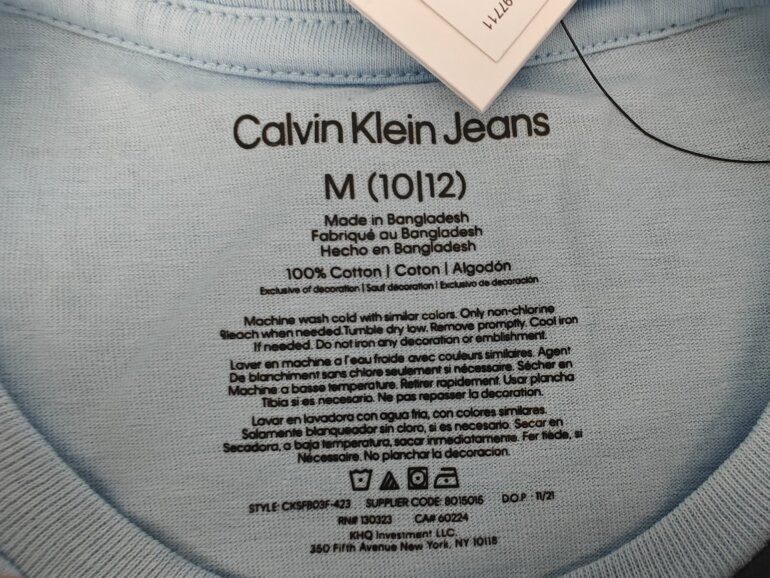 97711
Calvin Klein Jeans
M (10|12)
Made in Bangladesh
Fabriqué au Bangladesh
Hecho en Bangladesh
100% Cotton | Coton | Algodón
Exclusive of decoration | Sauf décoration | Exclusivo de decoración
Machine wash cold with similar colors. Only non-chlorine
Bleach when needed.Tumble dry low. Remove promptly. Cool iron
If needed. Do not iron any decoration or emblishment.
Laver en machine a l'eau froide avec couleurs similaires. Agent
De blanchiment sans chlore seulement si nécessaire. Sécher en
Machine a basse temperature. Retirer rapidement. Usar plancha
Tibia si es necesario. Ne pas repasser la decoration.
Lavar en lavadora con agua fria, con colores similares.
Solamente blanqueador sin cloro, si es necesario. Secar en
Secadora, a baja temperatura, sacar inmediatamente. Fer tiède, si
Nécessaire. No planchar la decoracion.
STYLE: CKSFB03F-423 SUPPLIER CODE: 8015015 D.O.P : 11/21
RN# 130323 CA# 60224
KHQ Investment LLC.
350 Fifth Avenue New York, NY 10118